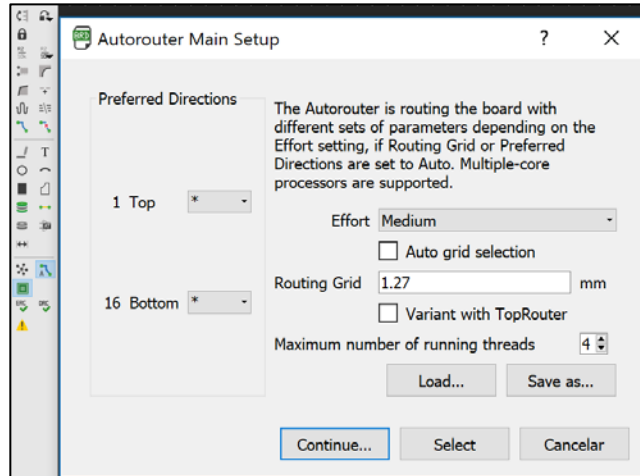 Autorouter Main Setup
?
Preferred Directions
1 Top *
16 Bottom *
The Autorouter is routing the board with
different sets of parameters depending on the
Effort setting, if Routing Grid or Preferred
Directions are set to Auto. Multiple-core
processors are supported.
Effort Medium
Auto grid selection
Routing Grid 1.27 mm
Variant with TopRouter
Maximum number of running threads 4
Load... Save as...
Continue... Select Cancelar